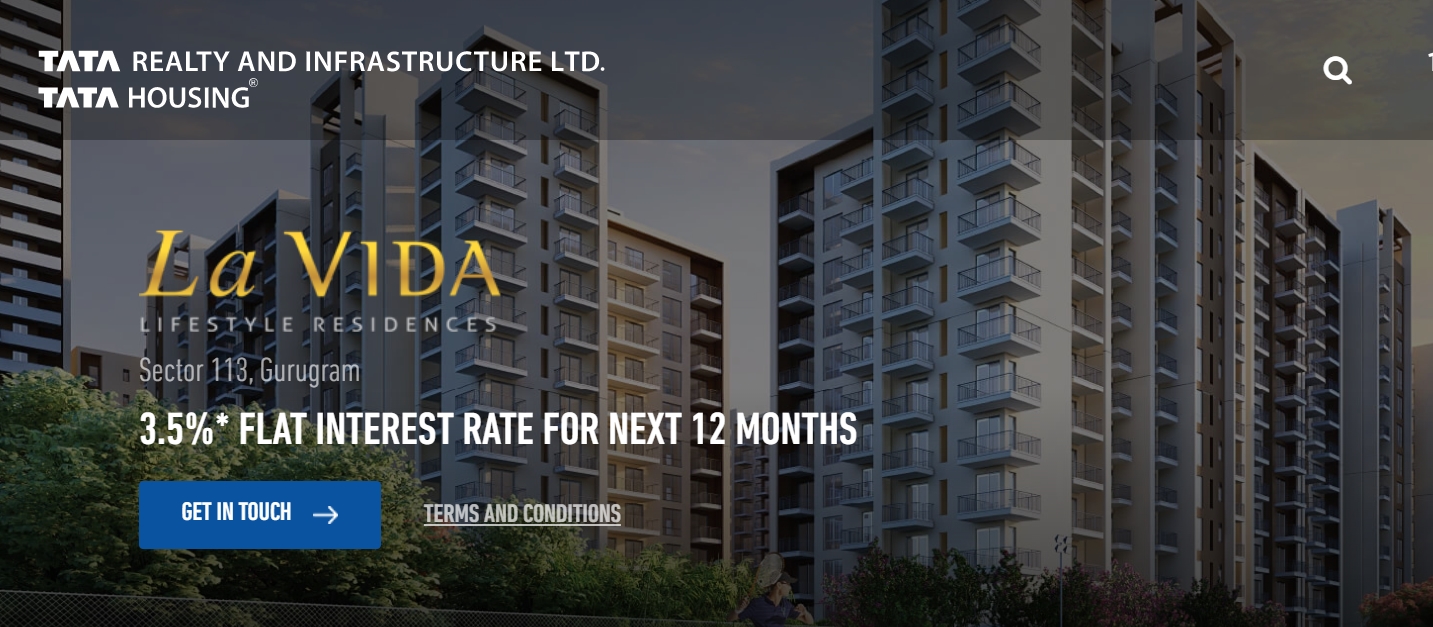 TATA REALTY AND INFRASTRUCTURE LTD.
TATA HOUSING®
La VIDA
LIFESTYLE RESIDENCES
Sector 113, Gurugram
3.5%* FLAT INTEREST RATE FOR NEXT 12 MONTHS
GET IN TOUCH →
TERMS AND CONDITIONS